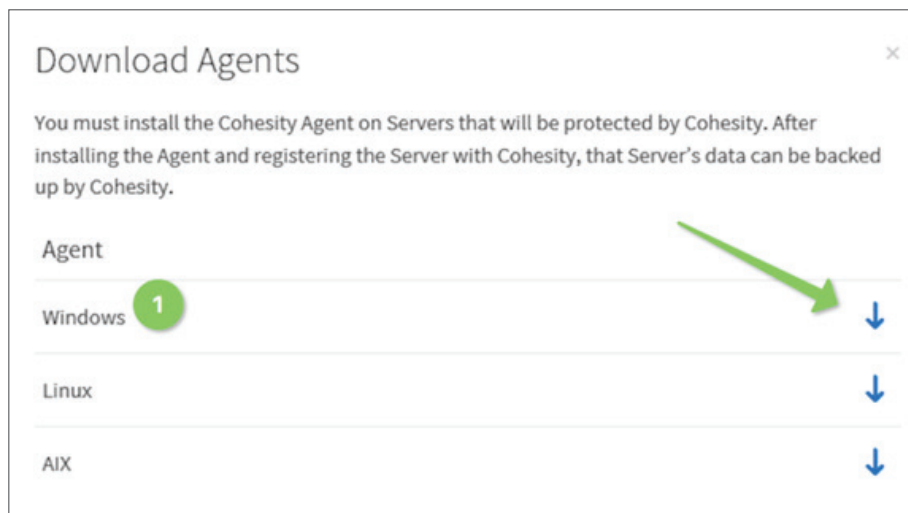 Download Agents
×
You must install the Cohesity Agent on Servers that will be protected by Cohesity. After
installing the Agent and registering the Server with Cohesity, that Server's data can be backed
up by Cohesity.
Agent
Windows 1
Linux
AIX